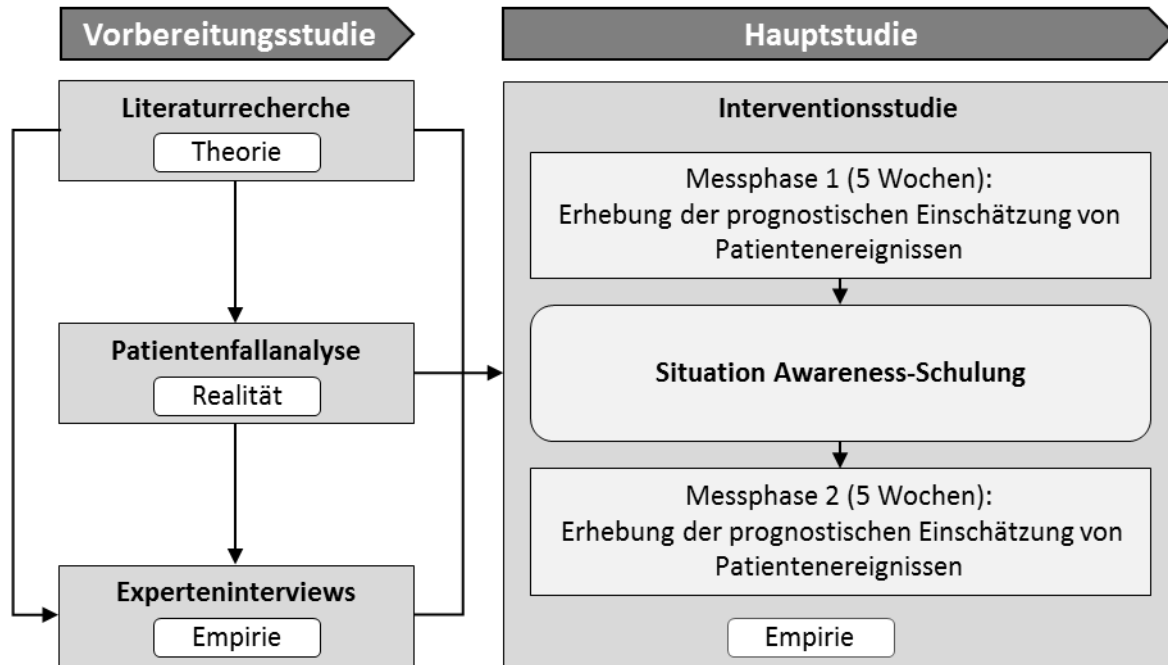 Vorbereitungsstudie
Literaturrecherche
Theorie
Patientenfallanalyse
Realität
Experteninterviews
Empirie
Hauptstudie
Interventionsstudie
Messphase 1 (5 Wochen):
Erhebung der prognostischen Einschätzung von
Patientenereignissen
Situation Awareness-Schulung
Messphase 2 (5 Wochen):
Erhebung der prognostischen Einschätzung von
Patientenereignissen
Empirie